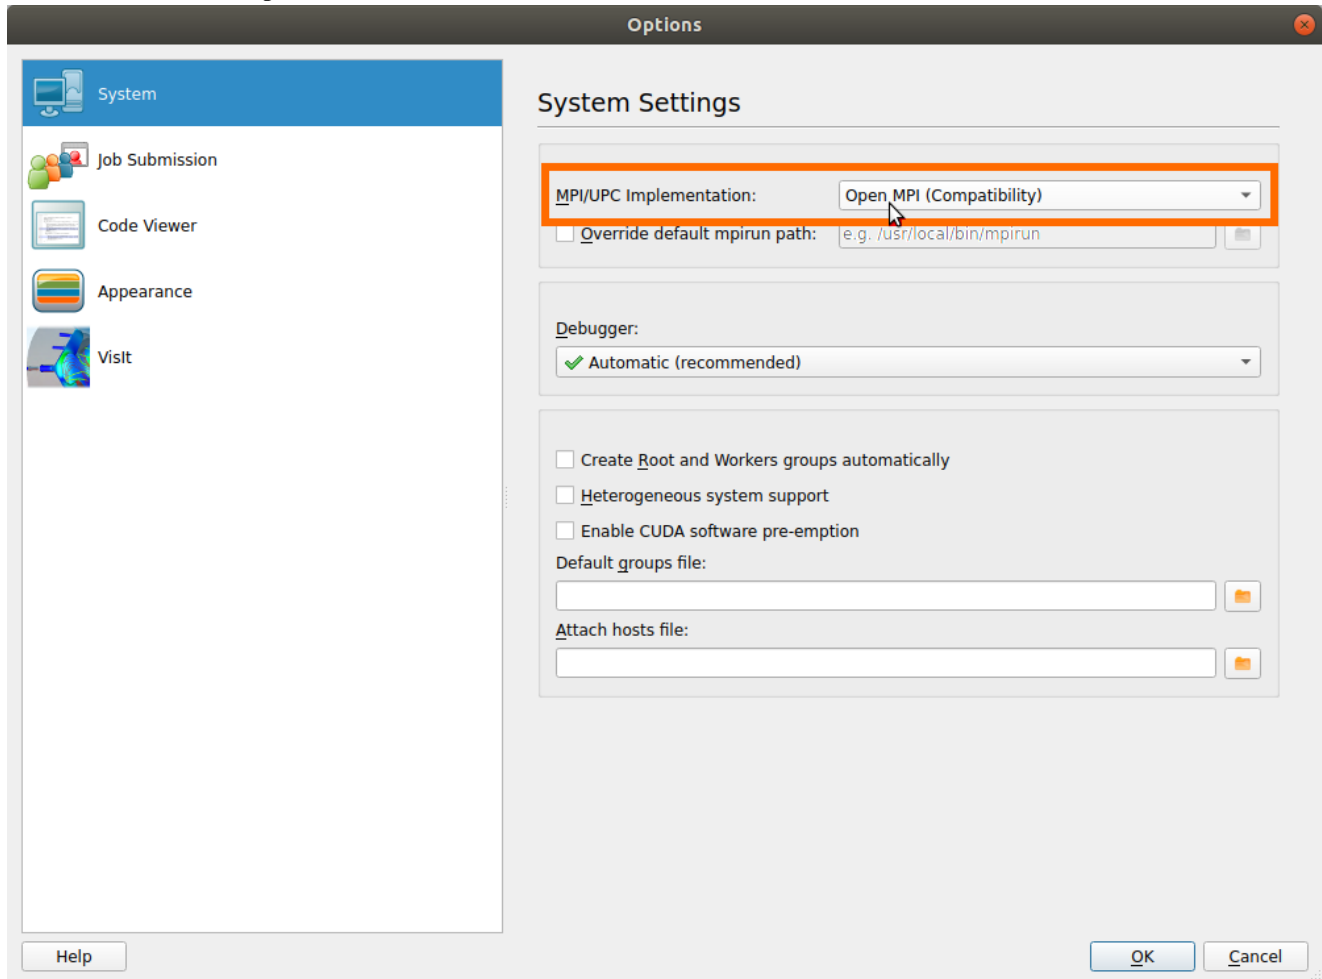 Options
System
Job Submission
Code Viewer
Appearance
VisIt
System Settings
MPI/UPC Implementation: Open MPI (Compatibility)
Override default mpirun path: e.g. /usr/local/bin/mpirun
Debugger:
Automatic (recommended)
Create Root and Workers groups automatically
Heterogeneous system support
Enable CUDA software pre-emption
Default groups file:
Attach hosts file:
Help
OK
Cancel